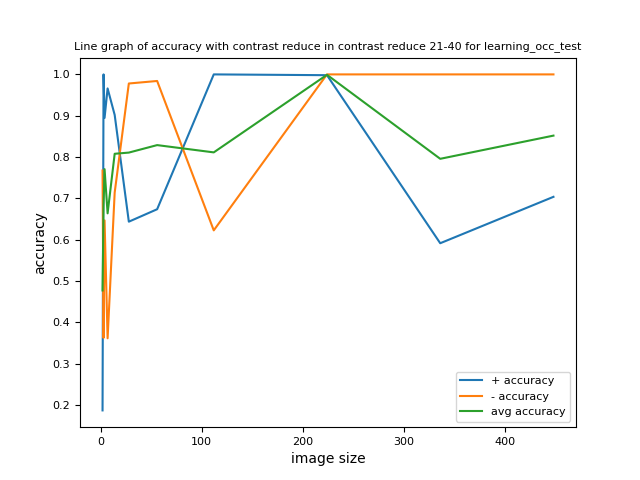 Line graph of accuracy with contrast reduce in contrast reduce 21-40 for learning_occ_test
accuracy
1.0
0.9
0.8
0.7
0.6
0.5
0.4
0.3
0.2
+ accuracy
- accuracy
avg accuracy
0
100
200
300
400
image size